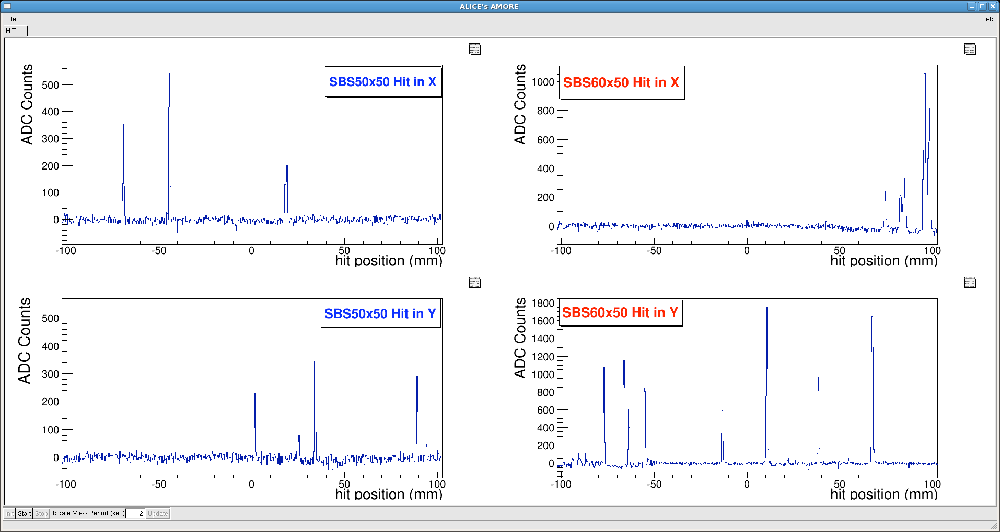 ALICE's AMORE
File
Help
HIT
ADC Counts
SBS50x50 Hit in X
500
400
300
200
100
0
-100 -50 0 50 100
hit position (mm)
ADC Counts
SBS60x50 Hit in X
1000
800
600
400
200
0
-100 -50 0 50 100
hit position (mm)
ADC Counts
SBS50x50 Hit in Y
500
400
300
200
100
0
-100 -50 0 50 100
hit position (mm)
ADC Counts
SBS60x50 Hit in Y
1800
1600
1400
1200
1000
800
600
400
200
0
-100 -50 0 50 100
hit position (mm)
Init Start Stop Update View Period (sec) 2 Update